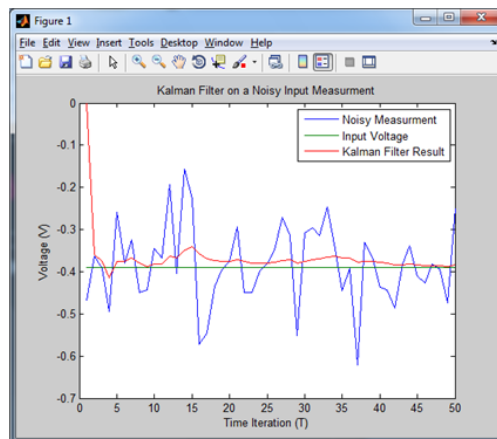 Figure 1
File Edit View Insert Tools Desktop Window Help
Kalman Filter on a Noisy Input Measurment
Noisy Measurment
Input Voltage
Kalman Filter Result
0
-0.1
-0.2
-0.3
-0.4
-0.5
-0.6
-0.7
Voltage (V)
0 5 10 15 20 25 30 35 40 45 50
Time Iteration (T)